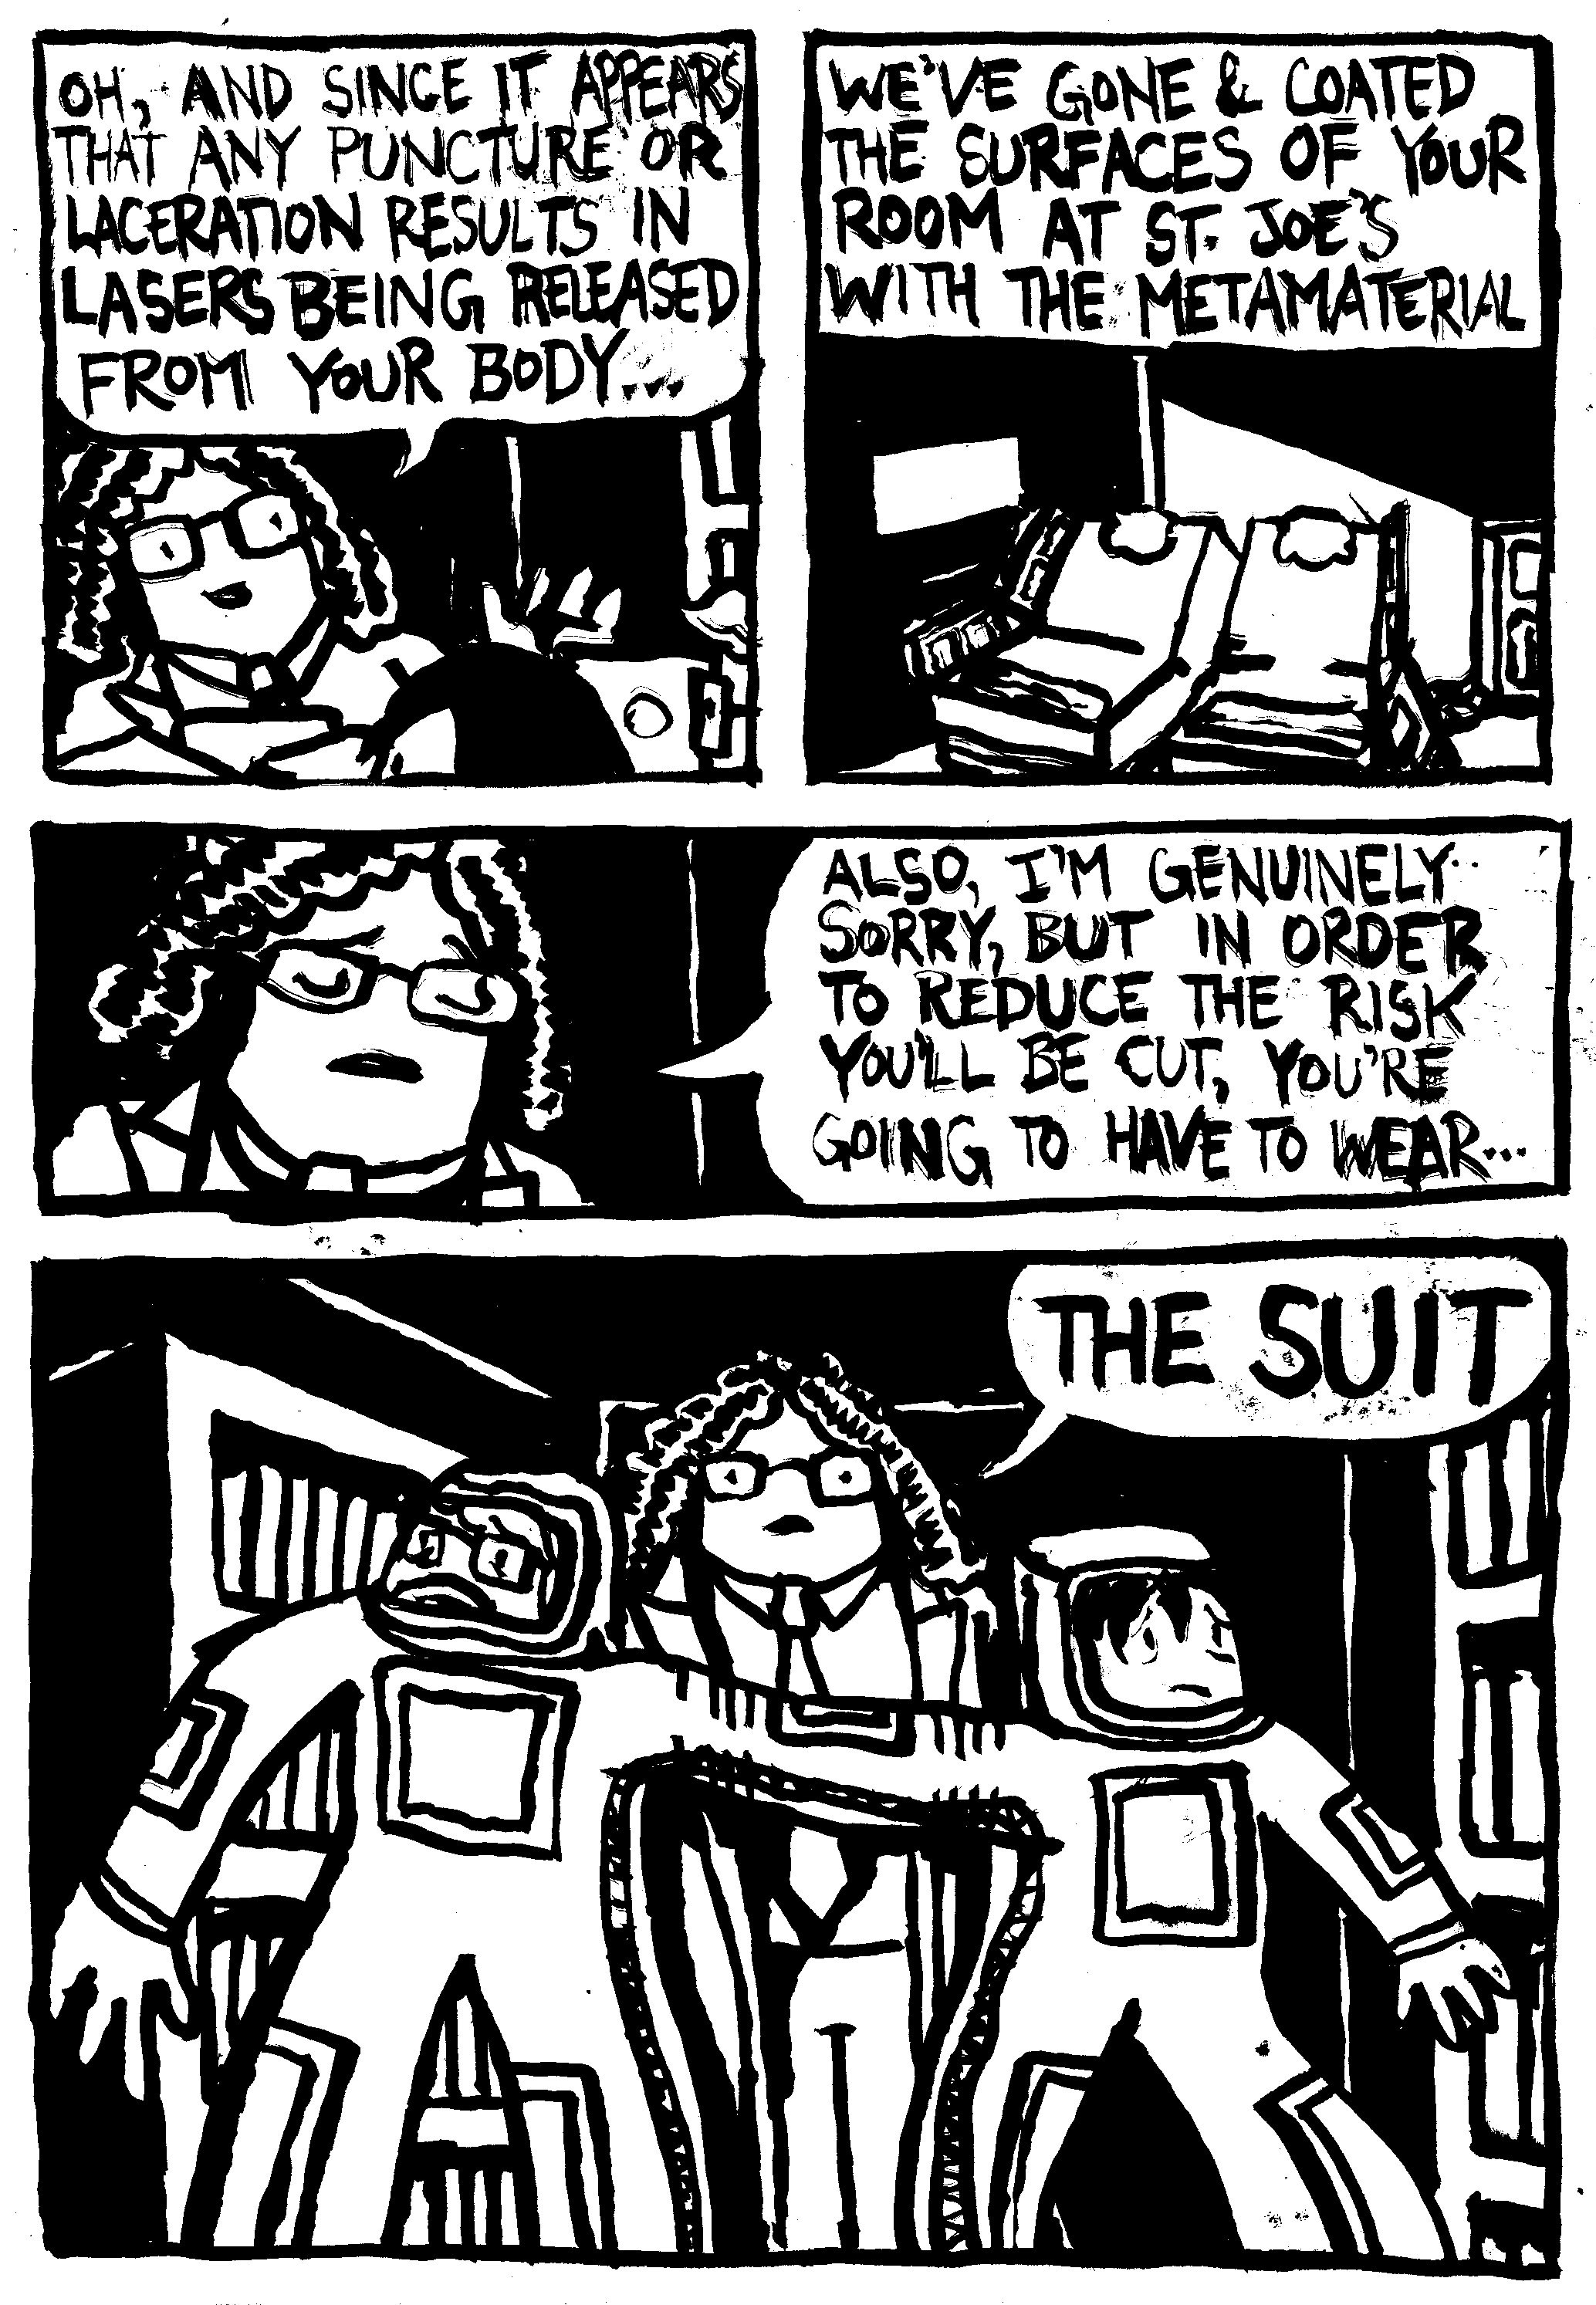 OH, AND SINCE IT APPEARS
THAT ANY PUNCTURE OR
LACERATION RESULTS IN
LASERS BEING RELEASED
FROM YOUR BODY...
WE'VE GONE & COATED
THE SURFACES OF YOUR
ROOM AT ST. JOE'S
WITH THE METAMATERIAL
ALSO, I'M GENUINELY
SORRY, BUT IN ORDER
TO REDUCE THE RISK
YOU'LL BE CUT, YOU'RE
GOING TO HAVE TO WEAR...
THE SUIT